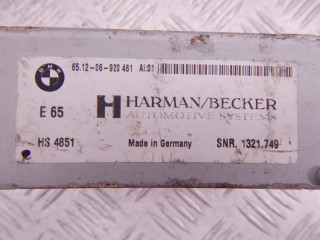 BMW
65.12-06-920 461 AI:01
E 65
HARMAN/BECKER
AUTOMOTIVE SYSTEMS
HS 4851 Made in Germany SNR. 1321.749